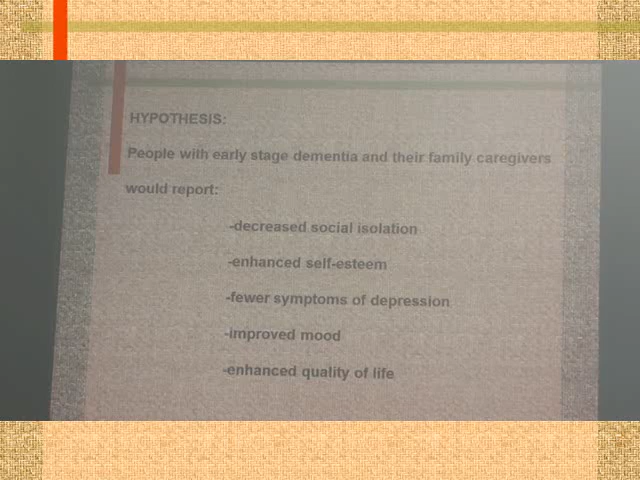 HYPOTHESIS:
People with early stage dementia and their family caregivers
would report:
-decreased social isolation
-enhanced self-esteem
-fewer symptoms of depression
-improved mood
-enhanced quality of life